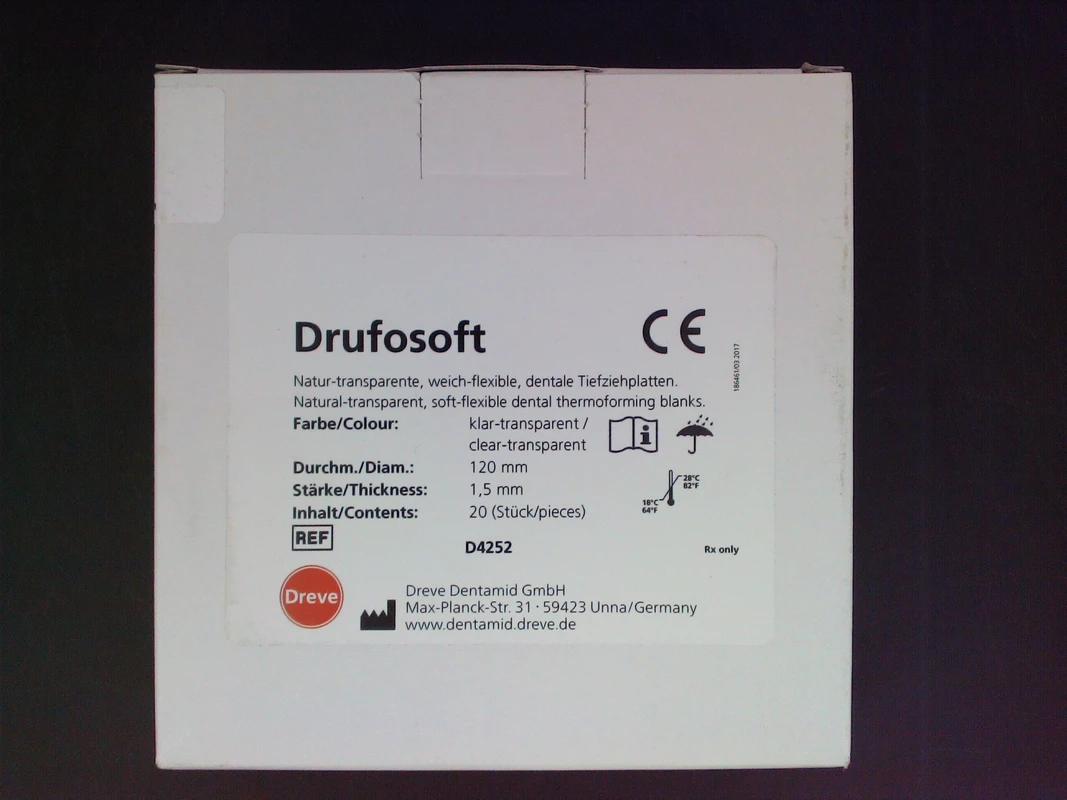 Drufosoft
CE
186461/03.2017
Natur-transparente, weich-flexible, dentale Tiefziehplatten.
Natural-transparent, soft-flexible dental thermoforming blanks.
Farbe/Colour: klar-transparent /
clear-transparent
Durchm./Diam.: 120 mm
Stärke/Thickness: 1,5 mm
Inhalt/Contents: 20 (Stück/pieces)
28°C
82°F
18°C
64°F
REF
D4252
Rx only
Dreve
Dreve Dentamid GmbH
Max-Planck-Str. 31 · 59423 Unna/Germany
www.dentamid.dreve.de